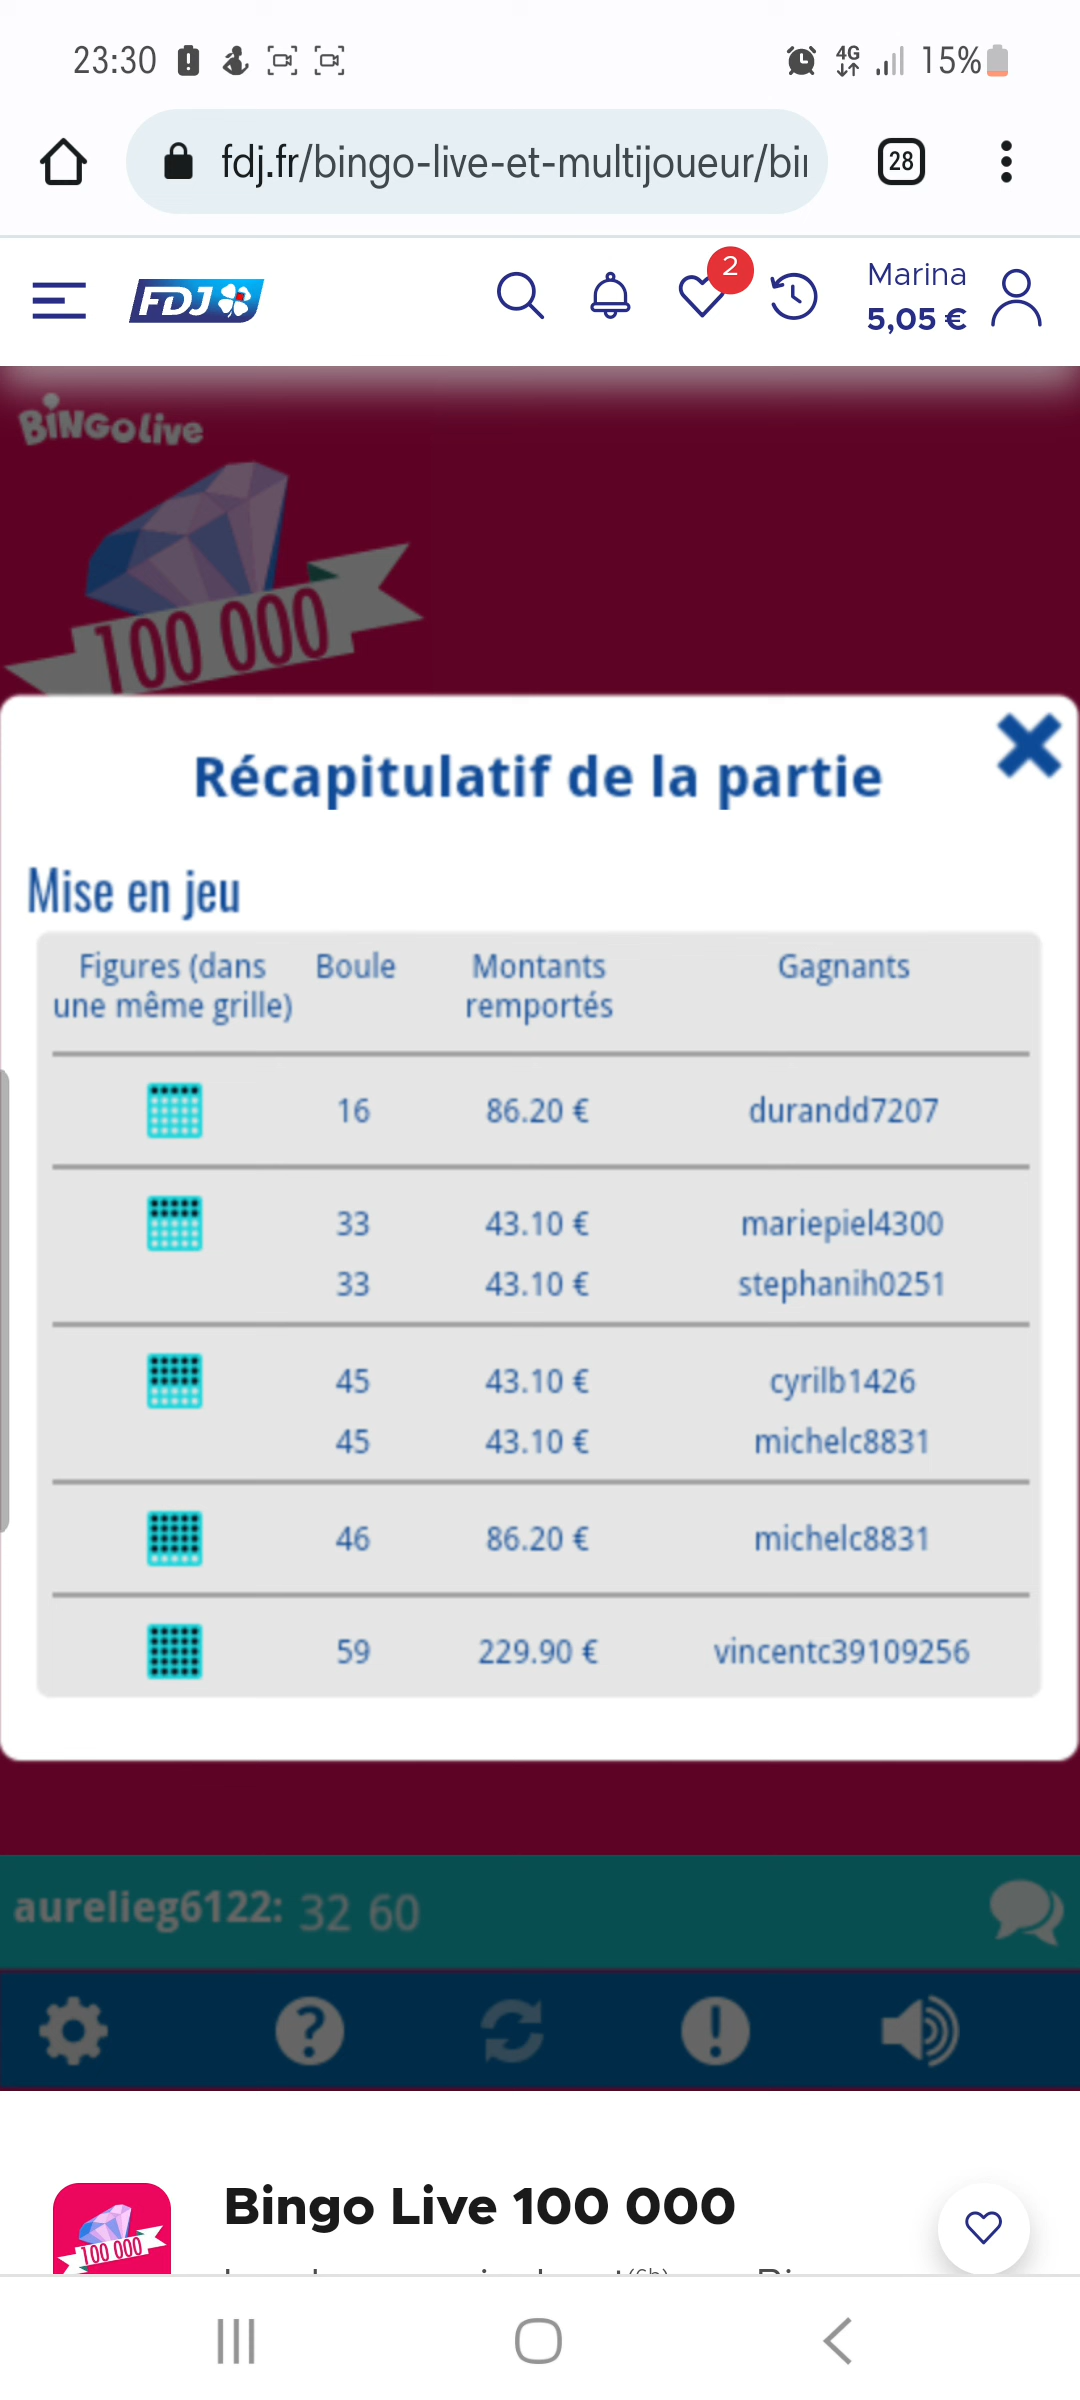 23:30
4G
15%
fdj.fr/bingo-live-et-multijoueur/bin
28
FDJ
2
Marina
5,05 €
BiNGoLive
100 000
Récapitulatif de la partie
Mise en jeu
Figures (dans une même grille) Boule Montants remportés Gagnants
16 86.20 € durandd7207
33 43.10 € mariepiel4300
33 43.10 € stephanih0251
45 43.10 € cyrilb1426
45 43.10 € michelc8831
46 86.20 € michelc8831
59 229.90 € vincentc39109256
aurelieg6122: 32 60
Bingo Live 100 000
100 000